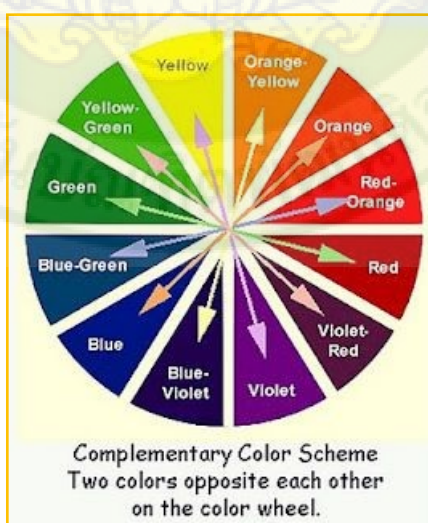 Yellow
Orange-
Yellow
Orange
Red-
Orange
Red
Violet-
Red
Violet
Blue-
Violet
Blue
Blue-Green
Green
Yellow-
Green
Complementary Color Scheme
Two colors opposite each other
on the color wheel.